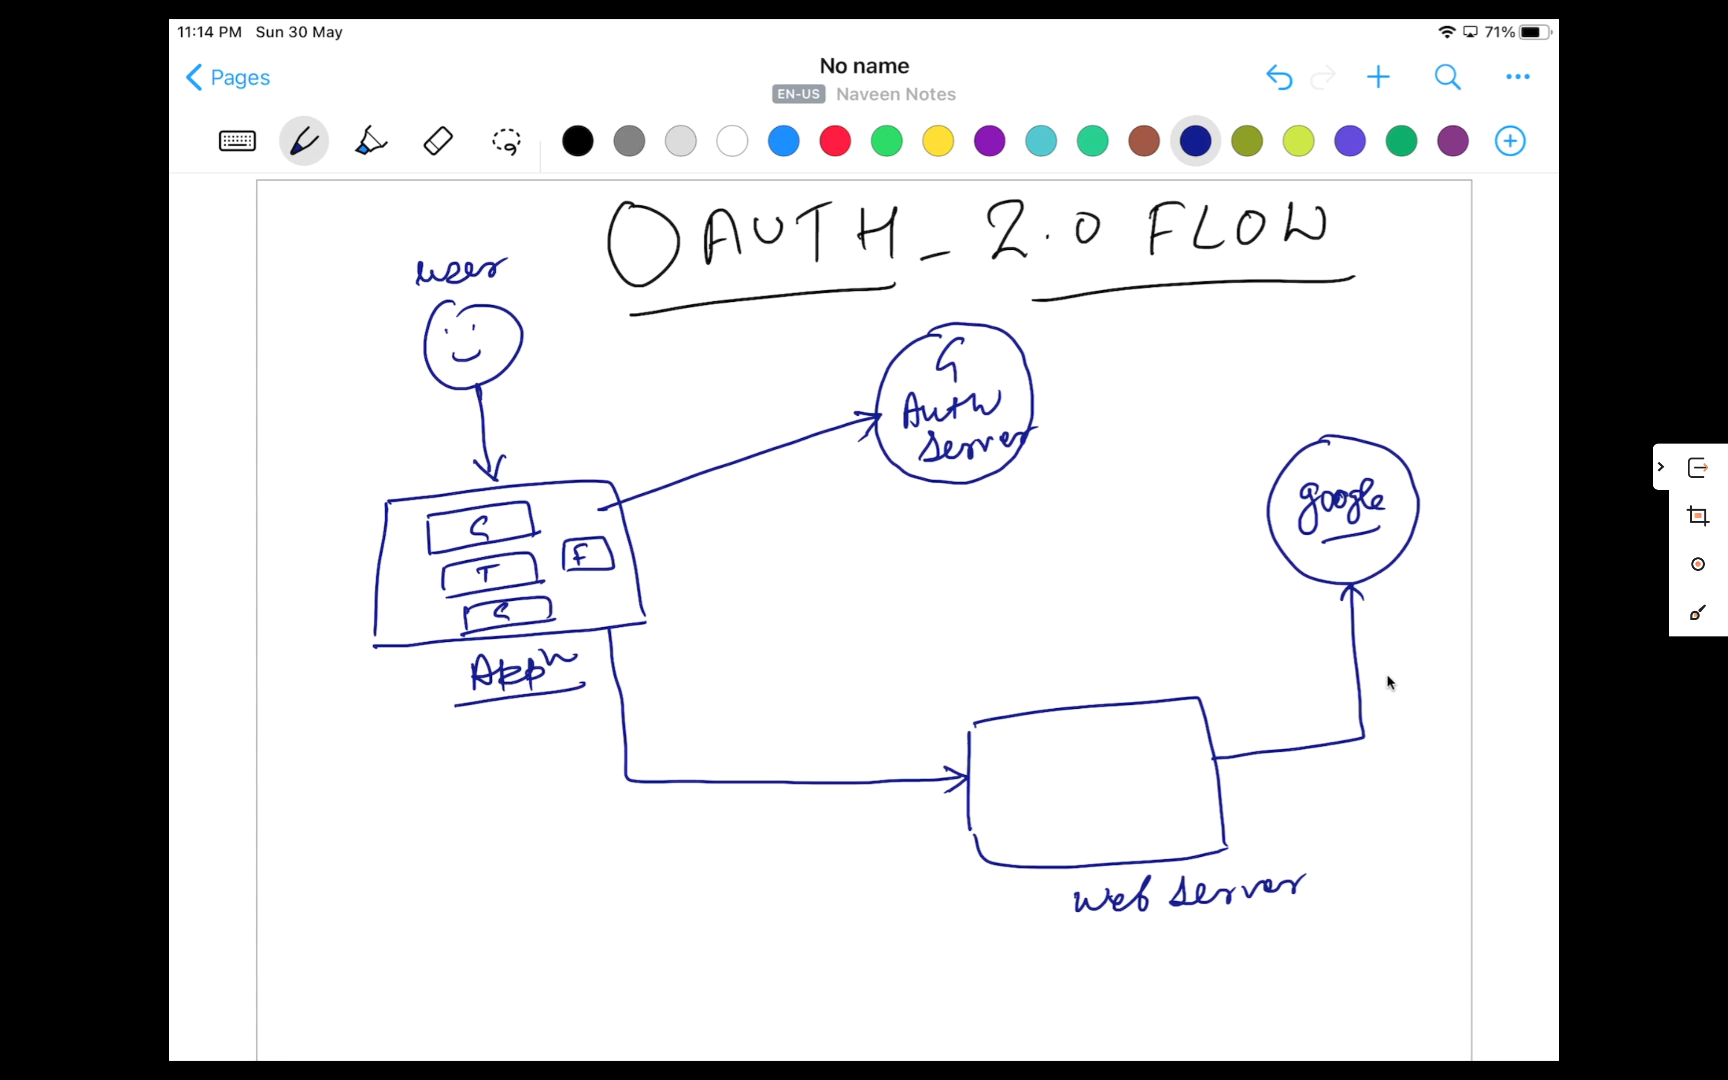 11:14 PM Sun 30 May
71%
Pages
No name
EN-US Naveen Notes
OAUTH_2.0 FLOW
user
G
Auth
Server
google
G
T
F
G
Appn
web server